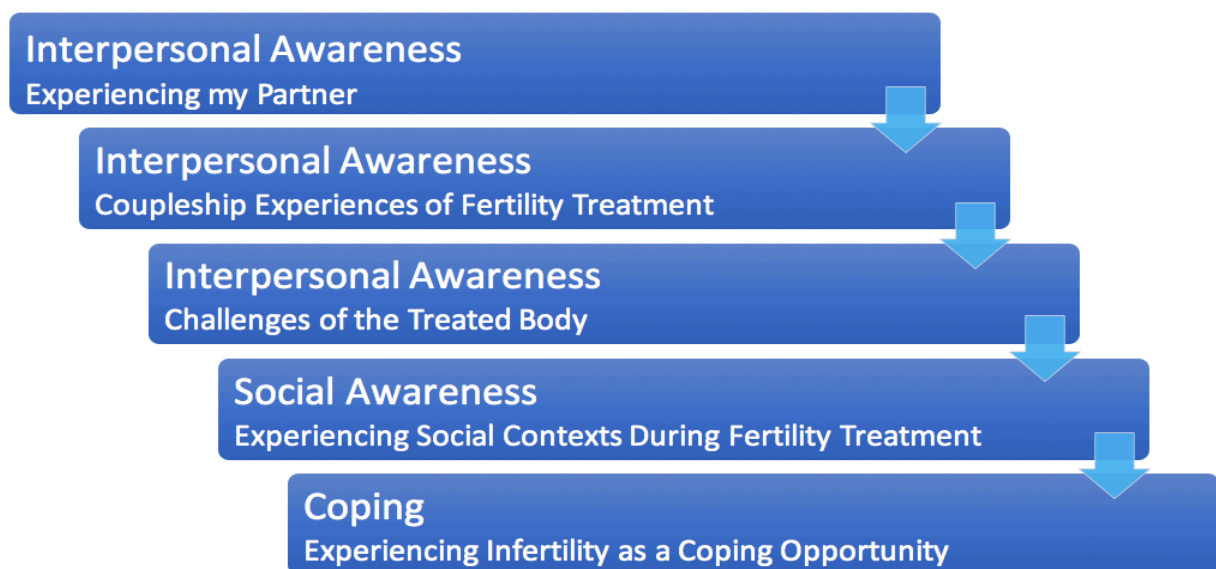 Interpersonal Awareness
Experiencing my Partner
Interpersonal Awareness
Coupleship Experiences of Fertility Treatment
Interpersonal Awareness
Challenges of the Treated Body
Social Awareness
Experiencing Social Contexts During Fertility Treatment
Coping
Experiencing Infertility as a Coping Opportunity